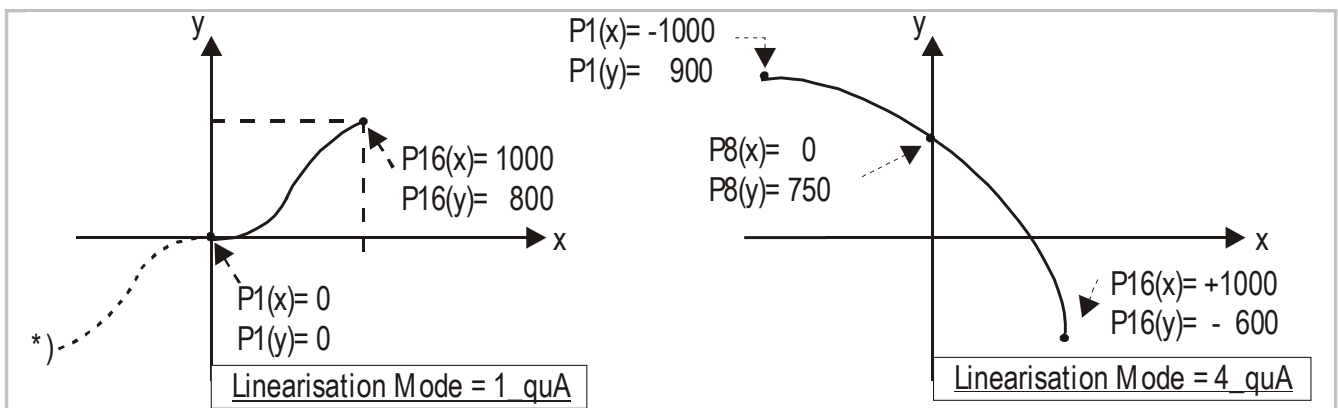 y
P16(x)= 1000
P16(y)= 800
x
P1(x)= 0
P1(y)= 0
*)
Linearisation Mode = 1_quA
P1(x)= -1000
P1(y)= 900
y
P8(x)= 0
P8(y)= 750
x
P16(x)= +1000
P16(y)= - 600
Linearisation Mode = 4_quA